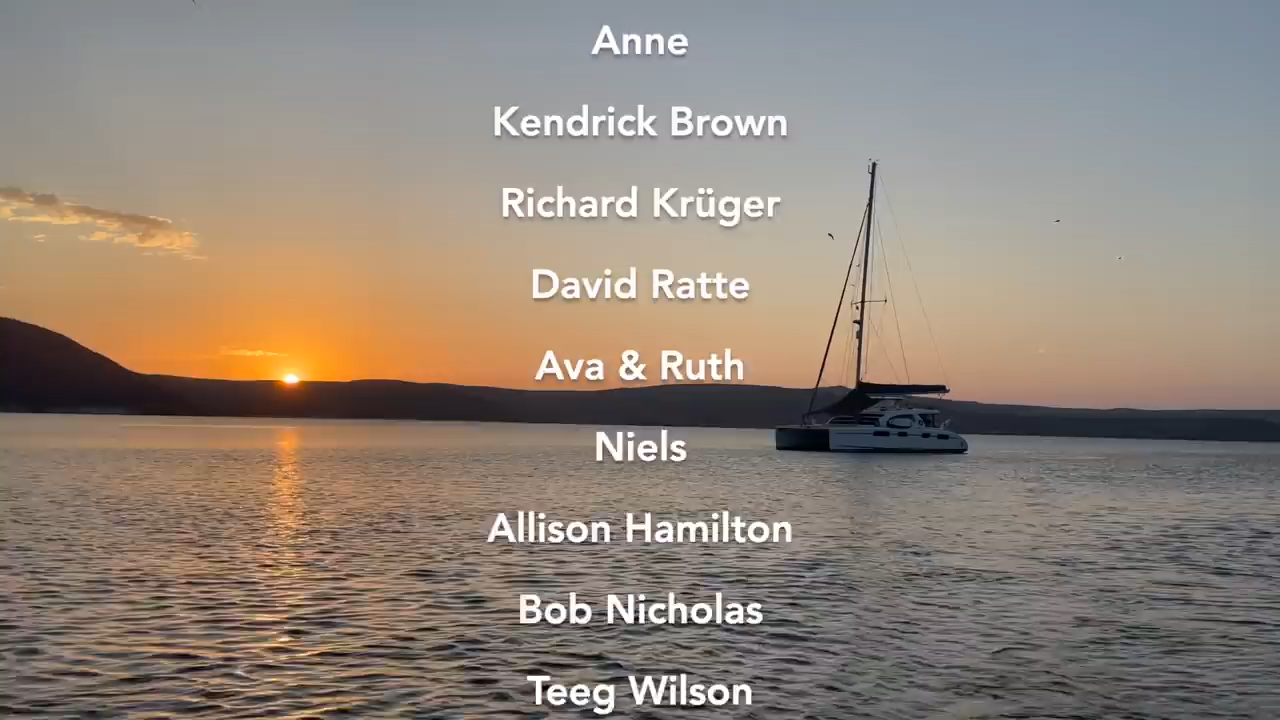 Anne
Kendrick Brown
Richard Krüger
David Ratte
Ava & Ruth
Niels
Allison Hamilton
Bob Nicholas
Teeg Wilson